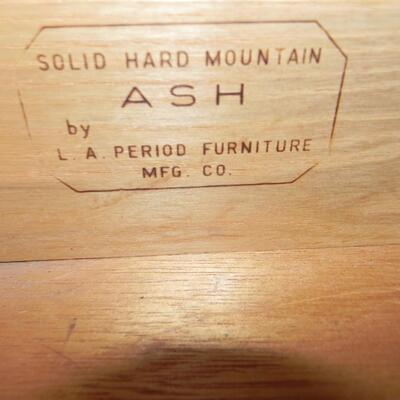 SOLID HARD MOUNTAIN
ASH
by
L. A. PERIOD FURNITURE
MFG. CO.